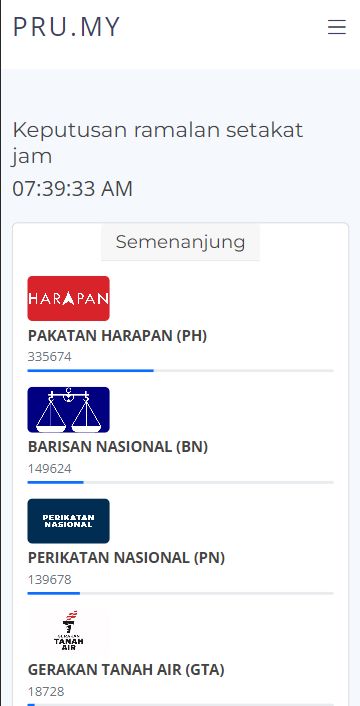 PRU.MY
Keputusan ramalan setakat
jam
07:39:33 AM
Semenanjung
HARAPAN
PAKATAN HARAPAN (PH)
335674
BARISAN NASIONAL (BN)
149624
PERIKATAN
NASIONAL
PERIKATAN NASIONAL (PN)
139678
GERAKAN
TANAH
AIR
GERAKAN TANAH AIR (GTA)
18728